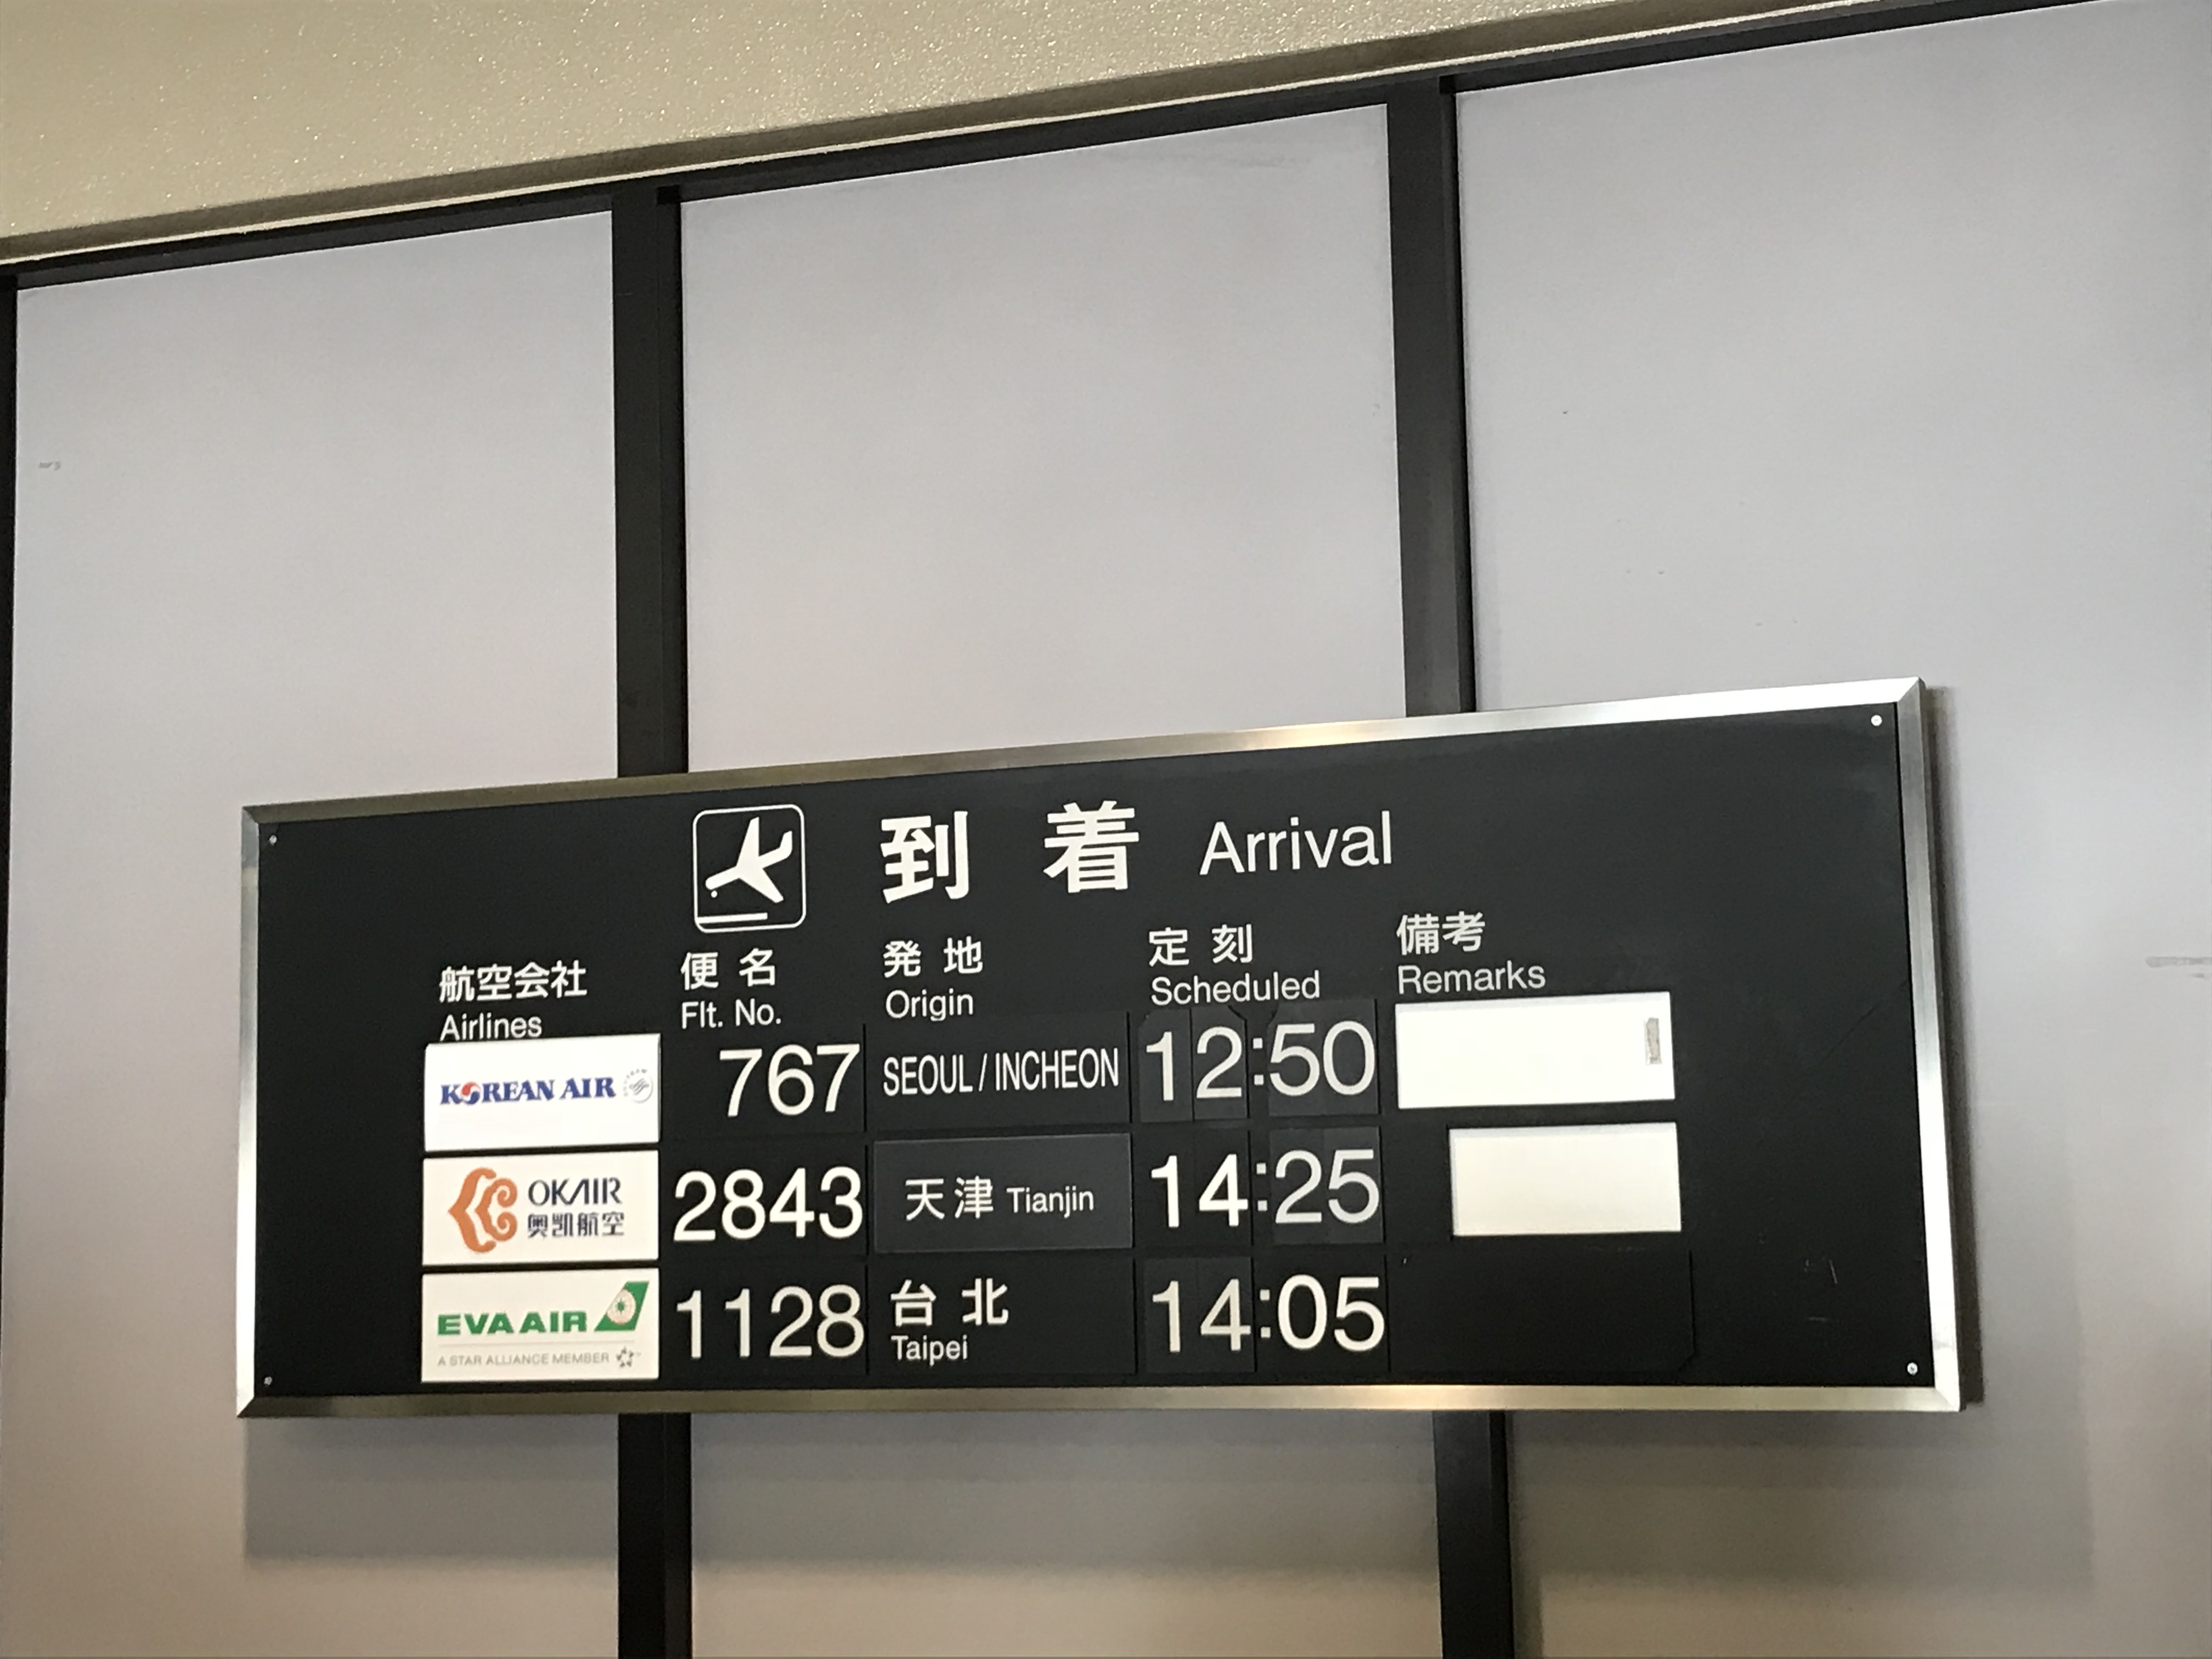 到着 Arrival
航空会社 便名 発地 定刻 備考
Airlines Flt. No. Origin Scheduled Remarks
KOREAN AIR 767 SEOUL / INCHEON 12:50
OKAIR 奥凯航空 2843 天津 Tianjin 14:25
EVA AIR A STAR ALLIANCE MEMBER 1128 台北 Taipei 14:05